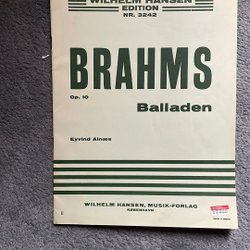 WILHELM HANSEN
EDITION
NR. 3242
BRAHMS
Op. 10
Balladen
Eyvind Alnæs
WILHELM HANSEN, MUSIK-FORLAG
KØBENHAVN